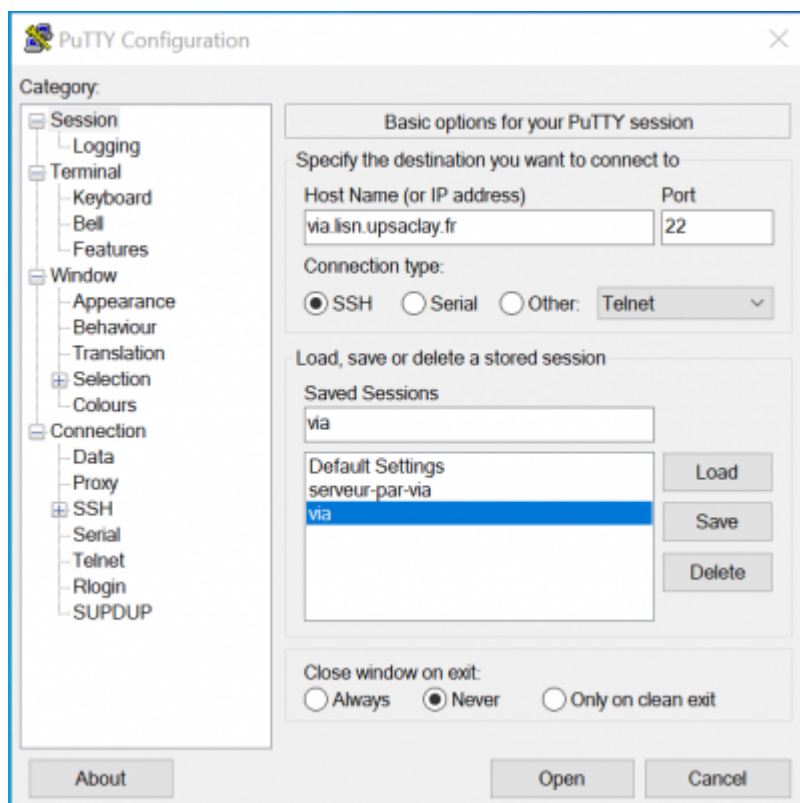 PuTTY Configuration
Category:
Session
Logging
Terminal
Keyboard
Bell
Features
Window
Appearance
Behaviour
Translation
Selection
Colours
Connection
Data
Proxy
SSH
Serial
Telnet
Rlogin
SUPDUP
Basic options for your PuTTY session
Specify the destination you want to connect to
Host Name (or IP address) Port
via.lisn.upsaclay.fr 22
Connection type:
SSH Serial Other: Telnet
Load, save or delete a stored session
Saved Sessions
via
Default Settings
serveur-par-via
via
Load
Save
Delete
Close window on exit:
Always Never Only on clean exit
About Open Cancel